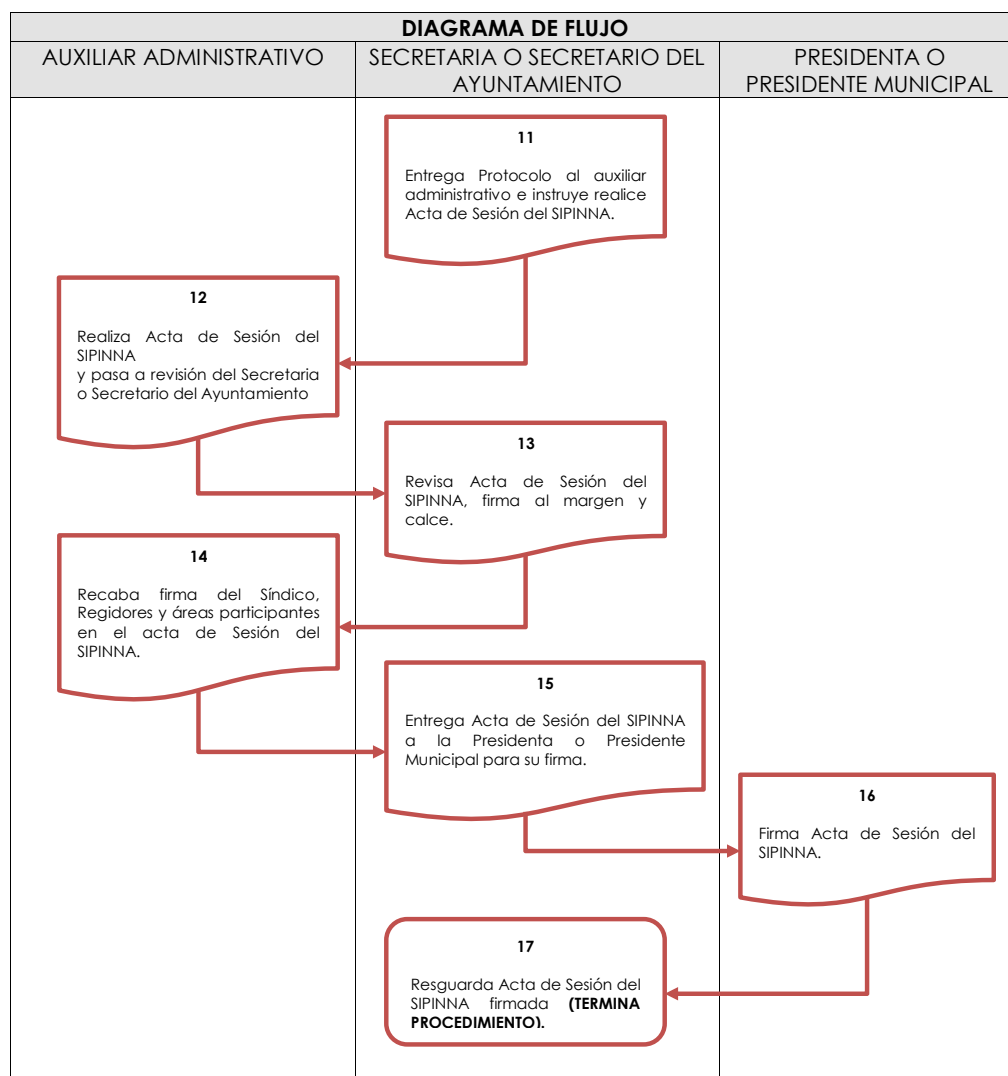 DIAGRAMA DE FLUJO
AUXILIAR ADMINISTRATIVO
SECRETARIA O SECRETARIO DEL
AYUNTAMIENTO
PRESIDENTA O
PRESIDENTE MUNICIPAL
11
Entrega Protocolo al auxiliar
administrativo e instruye realice
Acta de Sesión del SIPINNA.
12
Realiza Acta de Sesión del
SIPINNA
y pasa a revisión del Secretaria
o Secretario del Ayuntamiento
13
Revisa Acta de Sesión del
SIPINNA, firma al margen y
calce.
14
Recaba firma del Síndico,
Regidores y áreas participantes
en el acta de Sesión del
SIPINNA.
15
Entrega Acta de Sesión del SIPINNA
a la Presidenta o Presidente
Municipal para su firma.
16
Firma Acta de Sesión del
SIPINNA.
17
Resguarda Acta de Sesión del
SIPINNA firmada (TERMINA
PROCEDIMIENTO).